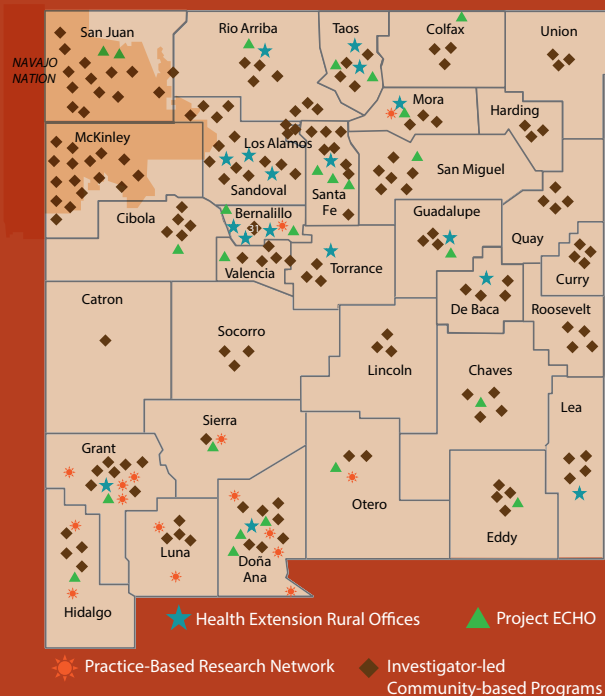 San Juan
Rio Arriba
Taos
Colfax
Union
NAVAJO
NATION
Mora
Harding
McKinley
Los Alamos
San Miguel
Sandoval
Santa
Fe
Cibola
Bernalillo
31
Guadalupe
Quay
Valencia
Torrance
Curry
De Baca
Roosevelt
Catron
Socorro
Lincoln
Chaves
Lea
Sierra
Grant
Otero
Eddy
Luna
Doña
Ana
Hidalgo
Health Extension Rural Offices
Project ECHO
Practice-Based Research Network
Investigator-led
Community-based Programs